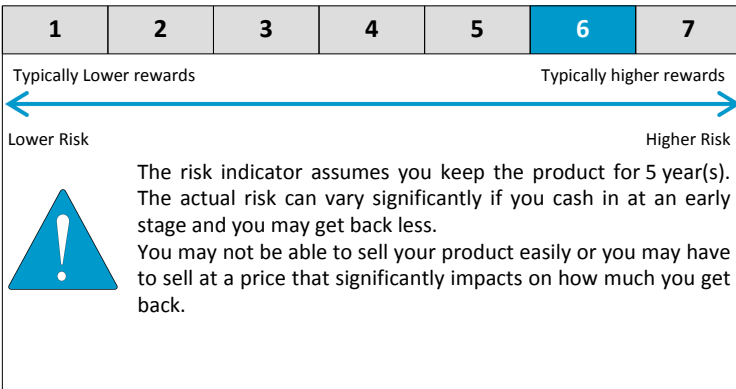 1 2 3 4 5 6 7
Typically Lower rewards Typically higher rewards
Lower Risk Higher Risk
The risk indicator assumes you keep the product for 5 year(s).
The actual risk can vary significantly if you cash in at an early
stage and you may get back less.
You may not be able to sell your product easily or you may have
to sell at a price that significantly impacts on how much you get
back.